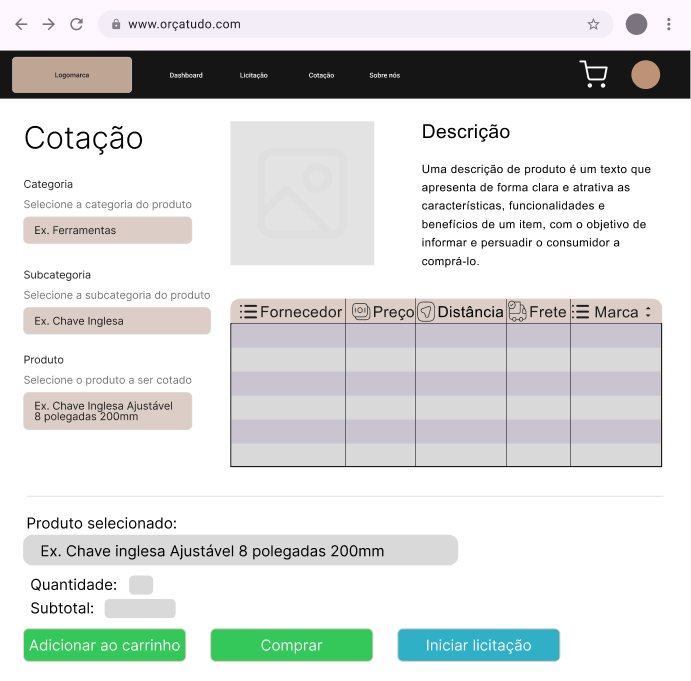 www.orçatudo.com
Logomarca
Dashboard
Licitação
Cotação
Sobre nós
Cotação
Categoria
Selecione a categoria do produto
Ex. Ferramentas
Subcategoria
Selecione a subcategoria do produto
Ex. Chave Inglesa
Produto
Selecione o produto a ser cotado
Ex. Chave Inglesa Ajustável
8 polegadas 200mm
Descrição
Uma descrição de produto é um texto que
apresenta de forma clara e atrativa as
características, funcionalidades e
benefícios de um item, com o objetivo de
informar e persuadir o consumidor a
comprá-lo.
Fornecedor
Preço
Distância
Frete
Marca
Produto selecionado:
Ex. Chave inglesa Ajustável 8 polegadas 200mm
Quantidade:
Subtotal:
Adicionar ao carrinho
Comprar
Iniciar licitação